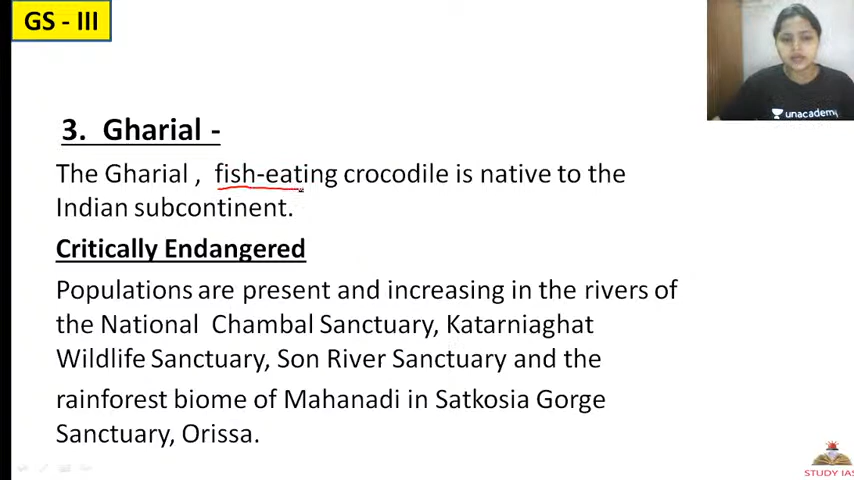 GS - III
3. Gharial -
The Gharial , fish-eating crocodile is native to the
Indian subcontinent.
Critically Endangered
Populations are present and increasing in the rivers of
the National Chambal Sanctuary, Katarniaghat
Wildlife Sanctuary, Son River Sanctuary and the
rainforest biome of Mahanadi in Satkosia Gorge
Sanctuary, Orissa.
unacademy
STUDY IAS